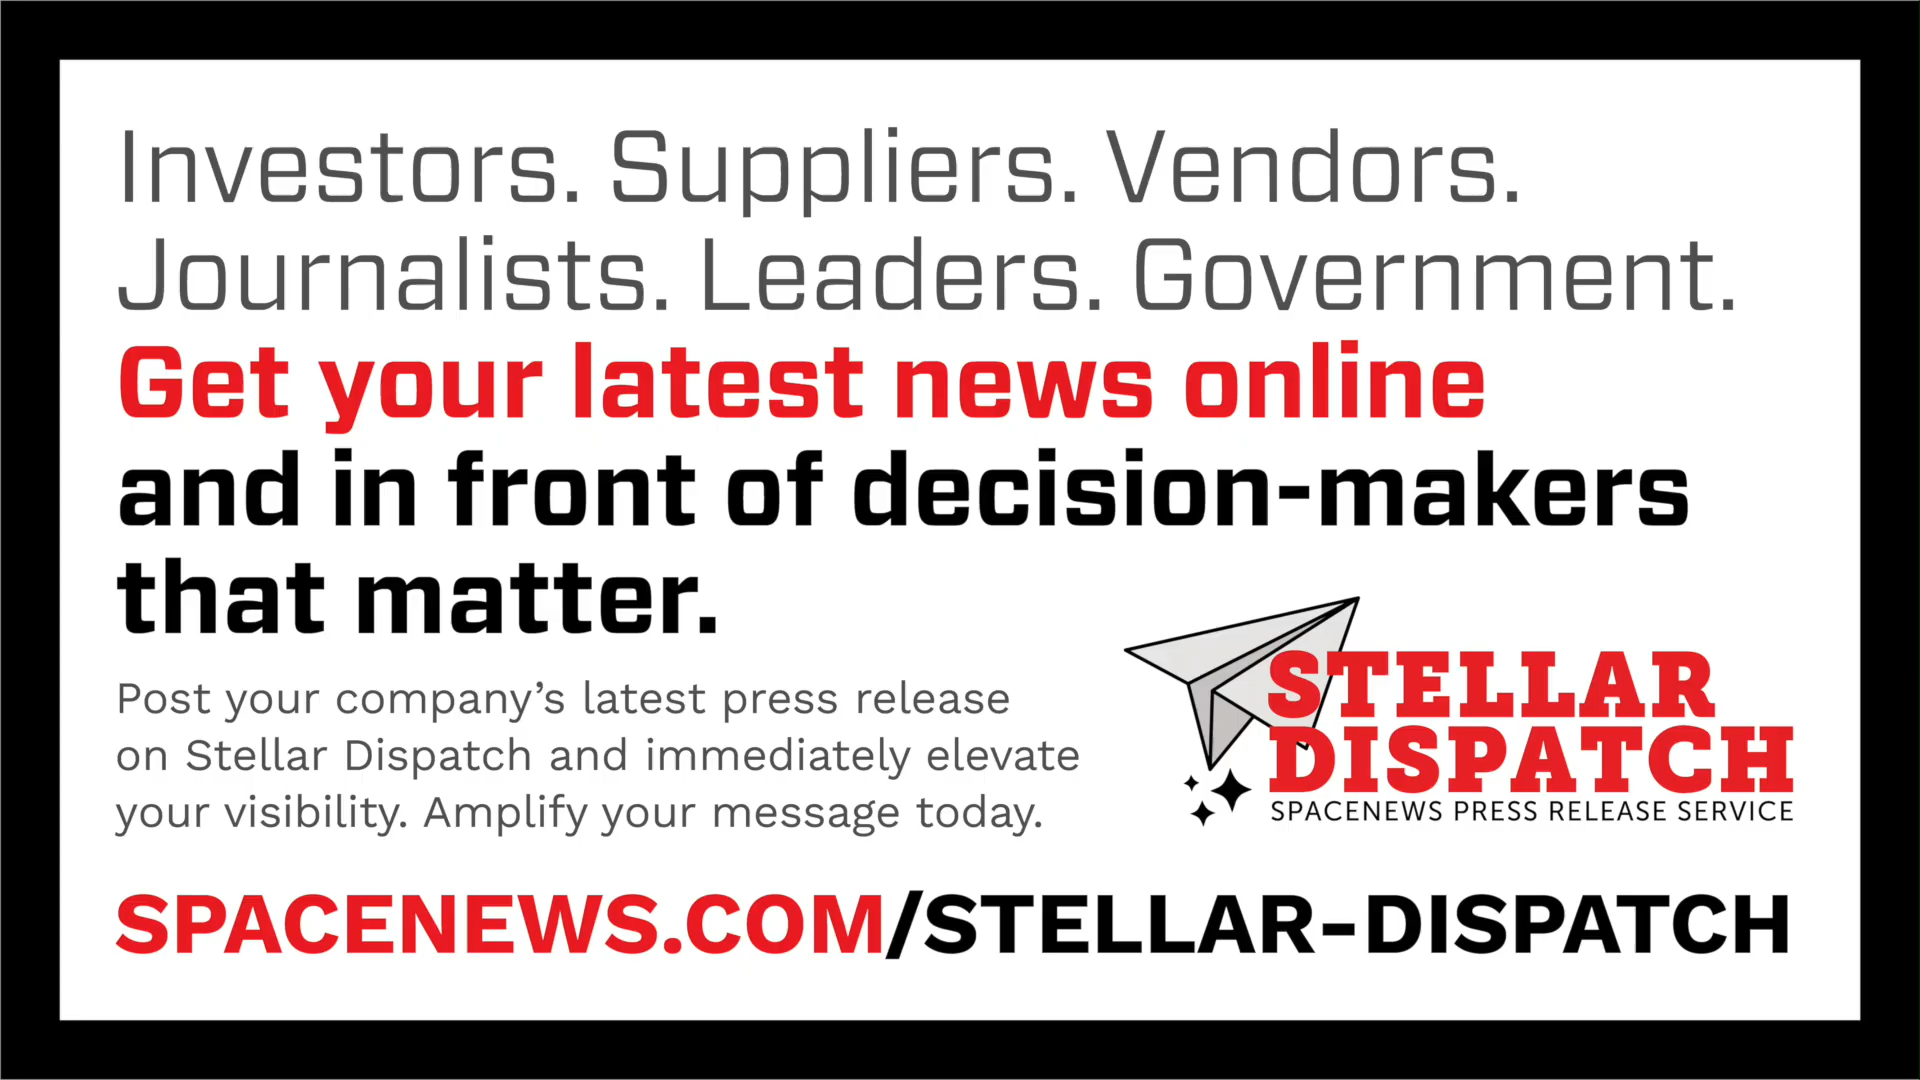 Investors. Suppliers. Vendors.
Journalists. Leaders. Government.
Get your latest news online
and in front of decision-makers
that matter.
Post your company’s latest press release
on Stellar Dispatch and immediately elevate
your visibility. Amplify your message today.
STELLAR
DISPATCH
SPACENEWS PRESS RELEASE SERVICE
SPACENEWS.COM/STELLAR-DISPATCH